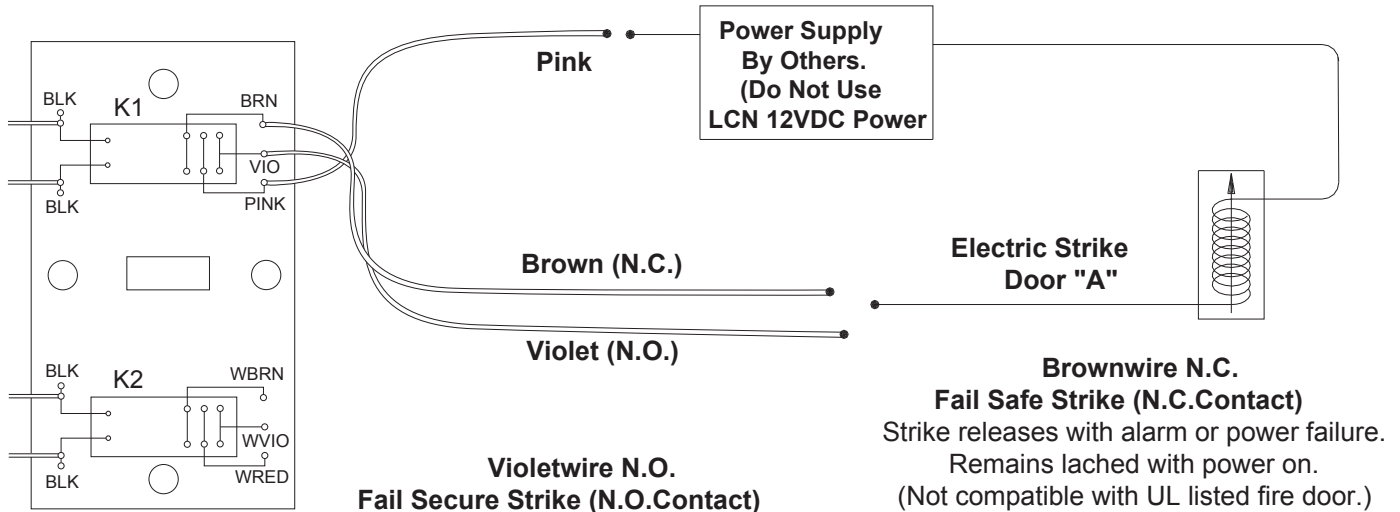 Power Supply
By Others.
(Do Not Use
LCN 12VDC Power
Pink
BLK
K1
BRN
VIO
PINK
BLK
Brown (N.C.)
Electric Strike
Door "A"
Violet (N.O.)
BLK
K2
WBRN
WVIO
WRED
BLK
Violetwire N.O.
Fail Secure Strike (N.O.Contact)
Brownwire N.C.
Fail Safe Strike (N.C.Contact)
Strike releases with alarm or power failure.
Remains lached with power on.
(Not compatible with UL listed fire door.)